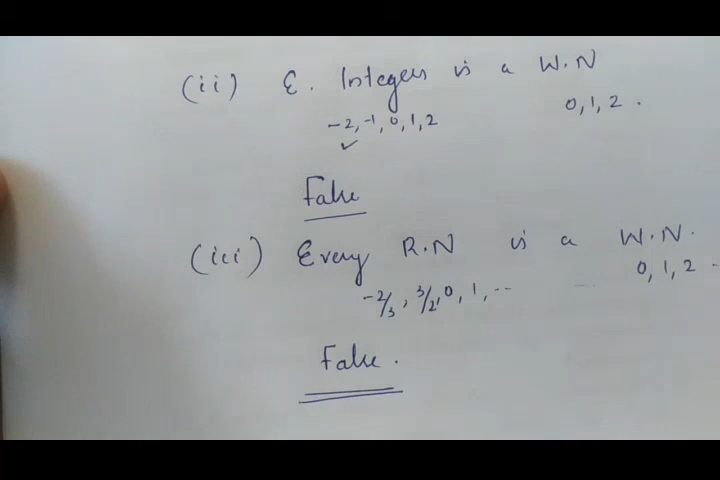 (ii) E. Integers is a W.N
-2, -1, 0, 1, 2 0, 1, 2 .
False
(iii) Every R.N is a W.N.
-2/3, 3/2, 0, 1, -- 0, 1, 2 --
False.